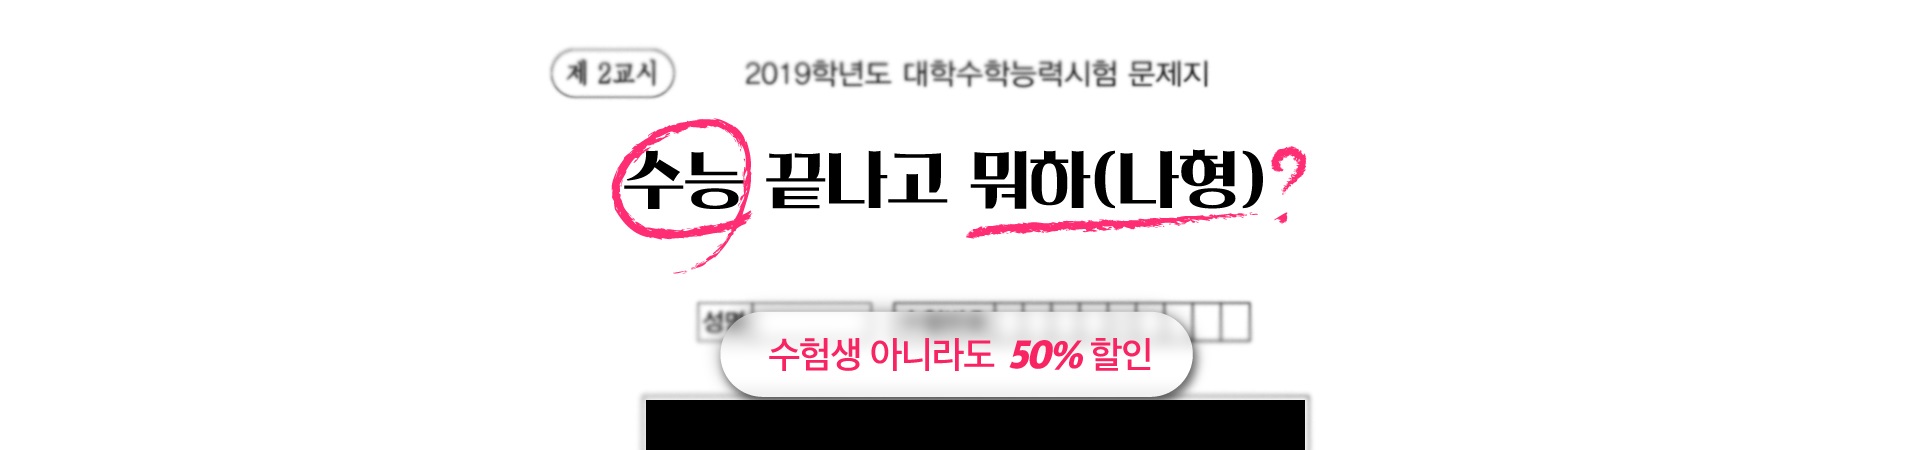 제 2교시
2019학년도 대학수학능력시험 문제지
수능 끝나고 뭐하(나형)?
성명
수험생 아니라도 50% 할인